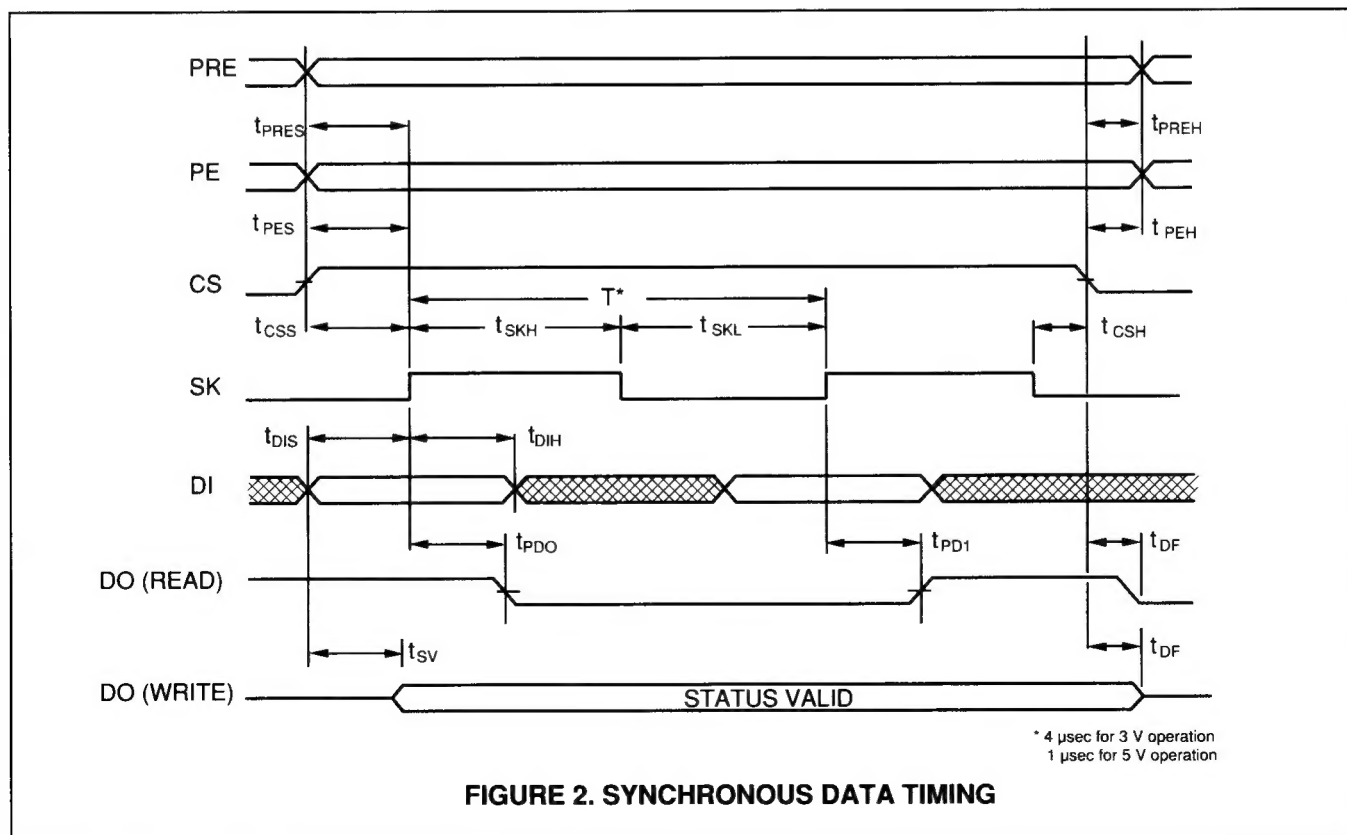 PRE
tPRES tPREH
PE
tPES tPEH
CS
T*
tCSS tSKH tSKL tCSH
SK
tDIS tDIH
DI
tPDO tPD1 tDF
DO (READ)
tSV tDF
DO (WRITE) STATUS VALID
* 4 µsec for 3 V operation
1 µsec for 5 V operation
FIGURE 2. SYNCHRONOUS DATA TIMING